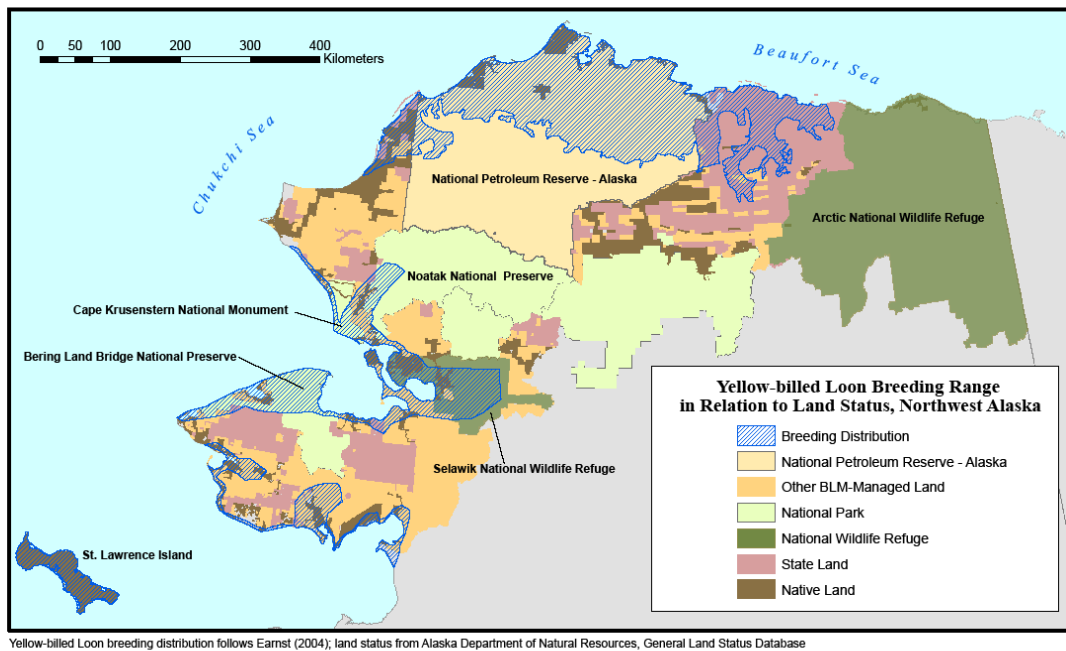 0 50 100 200 300 400
Kilometers
Beaufort Sea
Chukchi Sea
National Petroleum Reserve - Alaska
Arctic National Wildlife Refuge
Noatak National Preserve
Cape Krusenstern National Monument
Bering Land Bridge National Preserve
Selawik National Wildlife Refuge
St. Lawrence Island
Yellow-billed Loon Breeding Range
in Relation to Land Status, Northwest Alaska
Breeding Distribution
National Petroleum Reserve - Alaska
Other BLM-Managed Land
National Park
National Wildlife Refuge
State Land
Native Land
Yellow-billed Loon breeding distribution follows Earnst (2004); land status from Alaska Department of Natural Resources, General Land Status Database